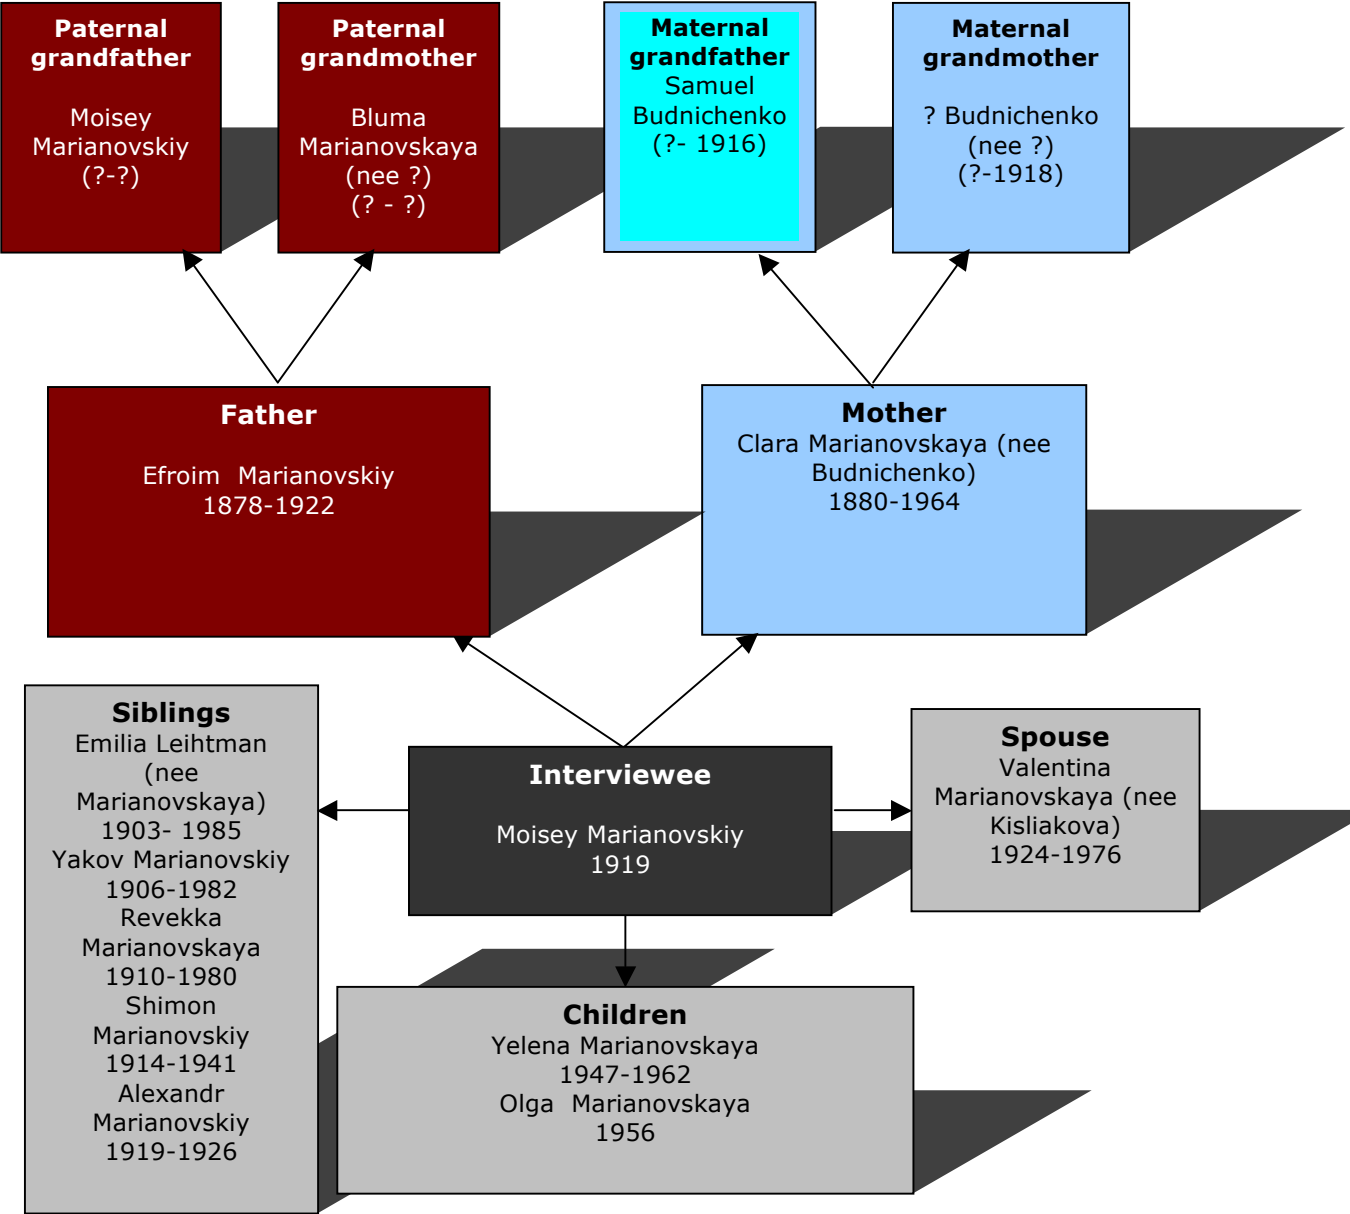 Paternal
grandfather
Moisey
Marianovskiy
(?-?)
Paternal
grandmother
Bluma
Marianovskaya
(nee ?)
(? - ?)
Maternal
grandfather
Samuel
Budnichenko
(?- 1916)
Maternal
grandmother
? Budnichenko
(nee ?)
(?-1918)
Father
Efroim  Marianovskiy
1878-1922
Mother
Clara Marianovskaya (nee
Budnichenko)
1880-1964
Siblings
Emilia Leihtman
(nee
Marianovskaya)
1903- 1985
Yakov Marianovskiy
1906-1982
Revekka
Marianovskaya
1910-1980
Shimon
Marianovskiy
1914-1941
Alexandr
Marianovskiy
1919-1926
Interviewee
Moisey Marianovskiy
1919
Spouse
Valentina
Marianovskaya (nee
Kisliakova)
1924-1976
Children
Yelena Marianovskaya
1947-1962
Olga  Marianovskaya
1956